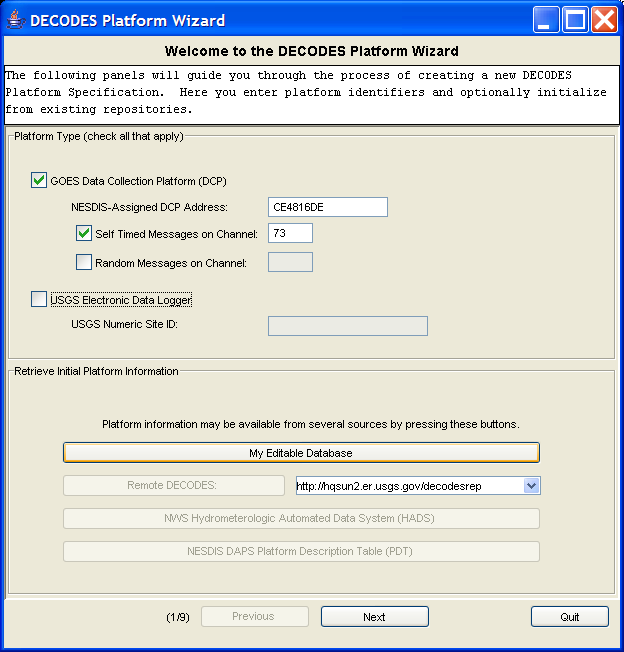 DECODES Platform Wizard
Welcome to the DECODES Platform Wizard
The following panels will guide you through the process of creating a new DECODES
Platform Specification.  Here you enter platform identifiers and optionally initialize
from existing repositories.
Platform Type (check all that apply)
GOES Data Collection Platform (DCP)
NESDIS-Assigned DCP Address: CE4816DE
Self Timed Messages on Channel: 73
Random Messages on Channel:
USGS Electronic Data Logger
USGS Numeric Site ID:
Retrieve Initial Platform Information
Platform information may be available from several sources by pressing these buttons.
My Editable Database
Remote DECODES: http://hqsun2.er.usgs.gov/decodesrep
NWS Hydrometerologic Automated Data System (HADS)
NESDIS DAPS Platform Description Table (PDT)
(1/9) Previous Next Quit